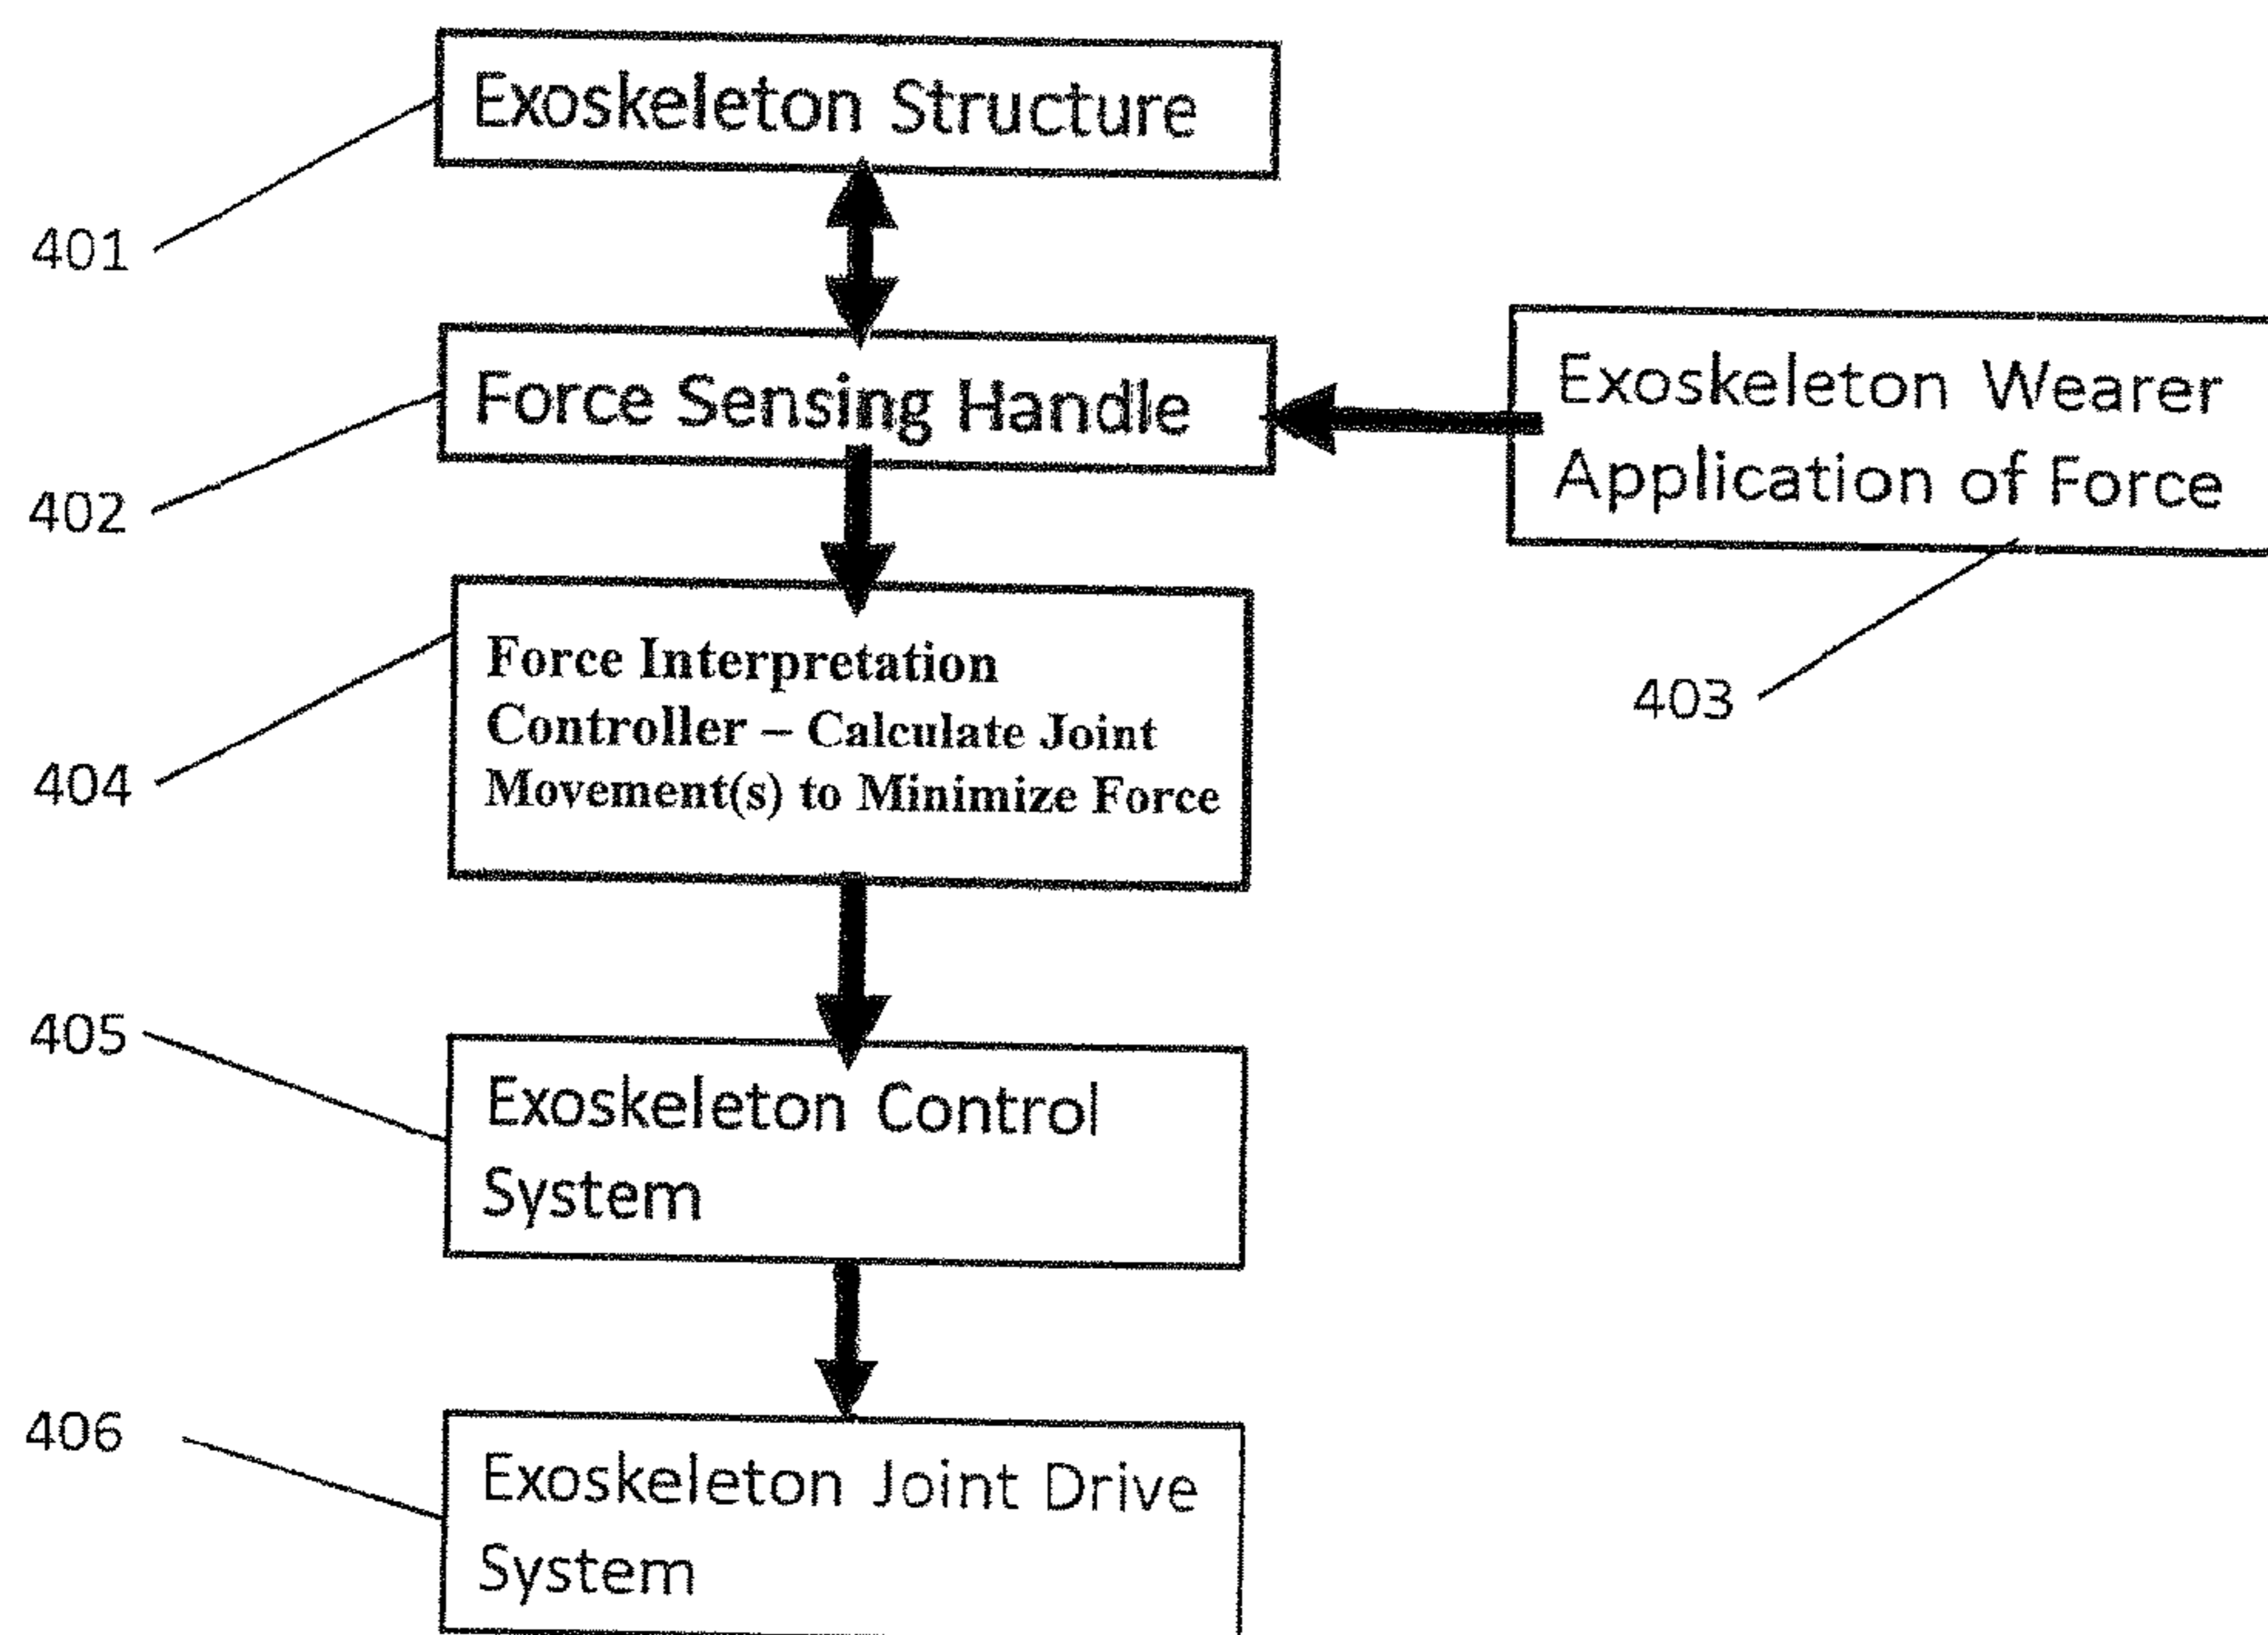 Exoskeleton Structure
401
Force Sensing Handle
402
Exoskeleton Wearer
Application of Force
403
Force Interpretation
Controller – Calculate Joint
Movement(s) to Minimize Force
404
405
Exoskeleton Control
System
406
Exoskeleton Joint Drive
System